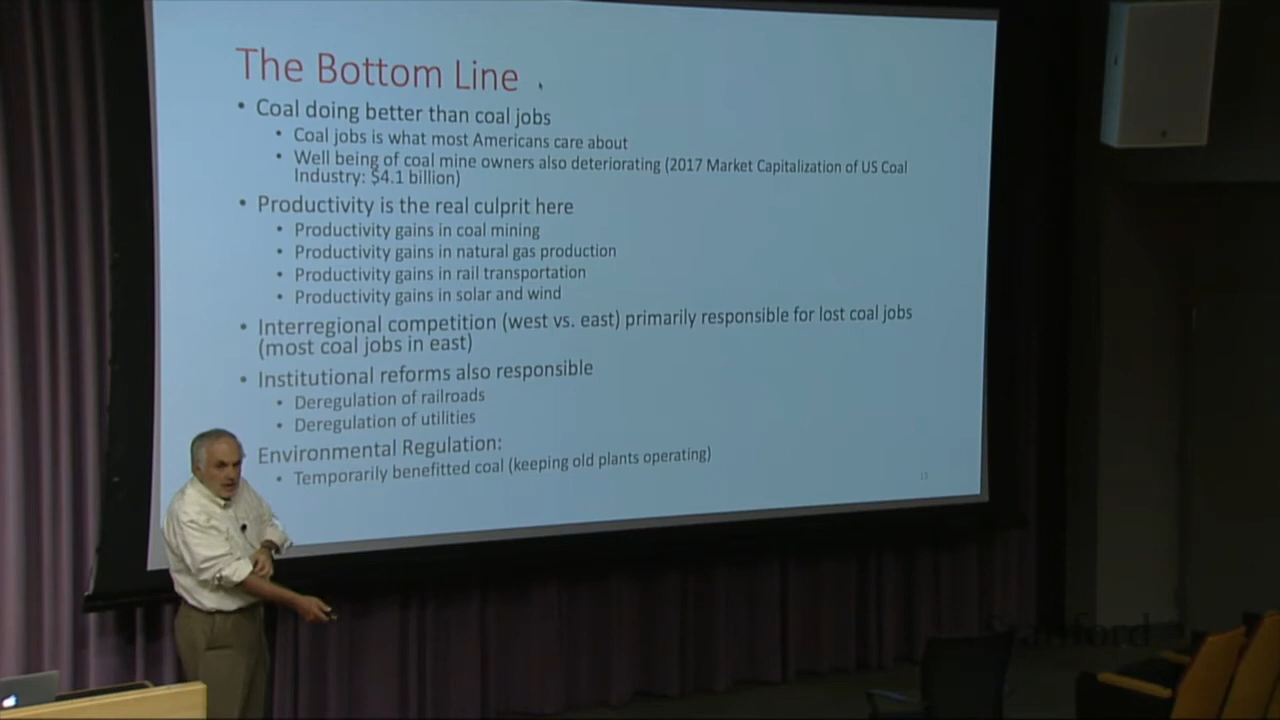 The Bottom Line
• Coal doing better than coal jobs
• Coal jobs is what most Americans care about
• Well being of coal mine owners also deteriorating (2017 Market Capitalization of US Coal
Industry: $4.1 billion)
• Productivity is the real culprit here
• Productivity gains in coal mining
• Productivity gains in natural gas production
• Productivity gains in rail transportation
• Productivity gains in solar and wind
• Interregional competition (west vs. east) primarily responsible for lost coal jobs
(most coal jobs in east)
• Institutional reforms also responsible
• Deregulation of railroads
• Deregulation of utilities
Environmental Regulation:
• Temporarily benefitted coal (keeping old plants operating)
Stanford